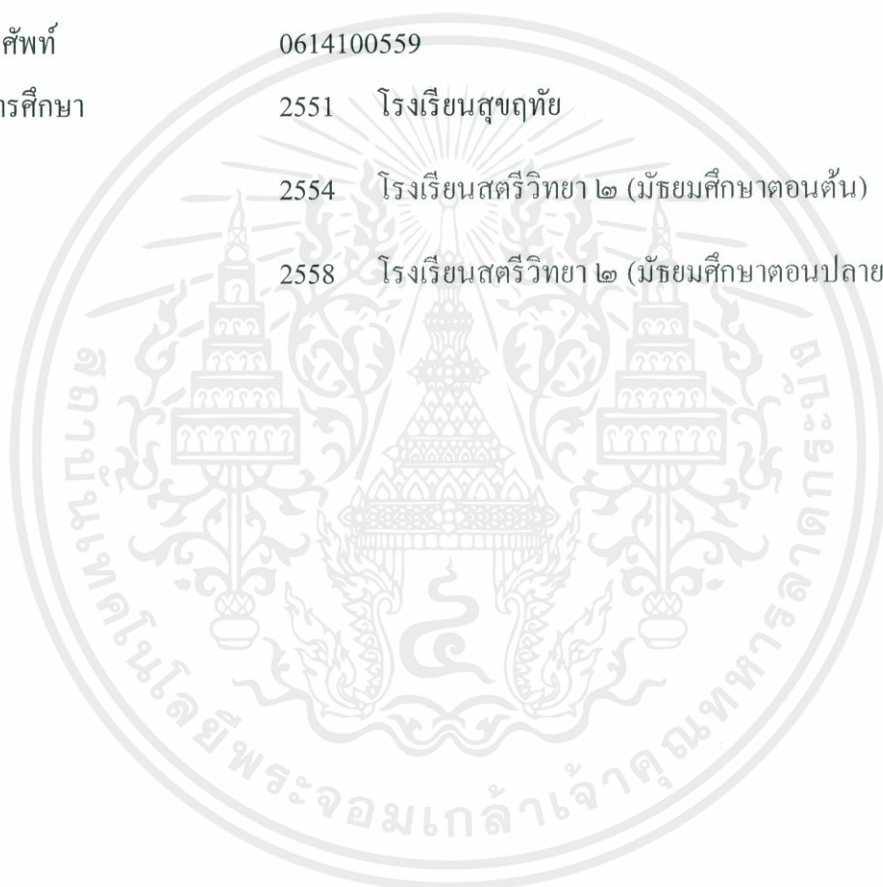 ศัพท์ 0614100559
ารศึกษา 2551 โรงเรียนสุขฤทัย
2554 โรงเรียนสตรีวิทยา ๒ (มัธยมศึกษาตอนต้น)
2558 โรงเรียนสตรีวิทยา ๒ (มัธยมศึกษาตอนปลาย
สถาบันเทคโนโลยีพระจอมเกล้าเจ้าคุณทหารลาดกระบัง
๔